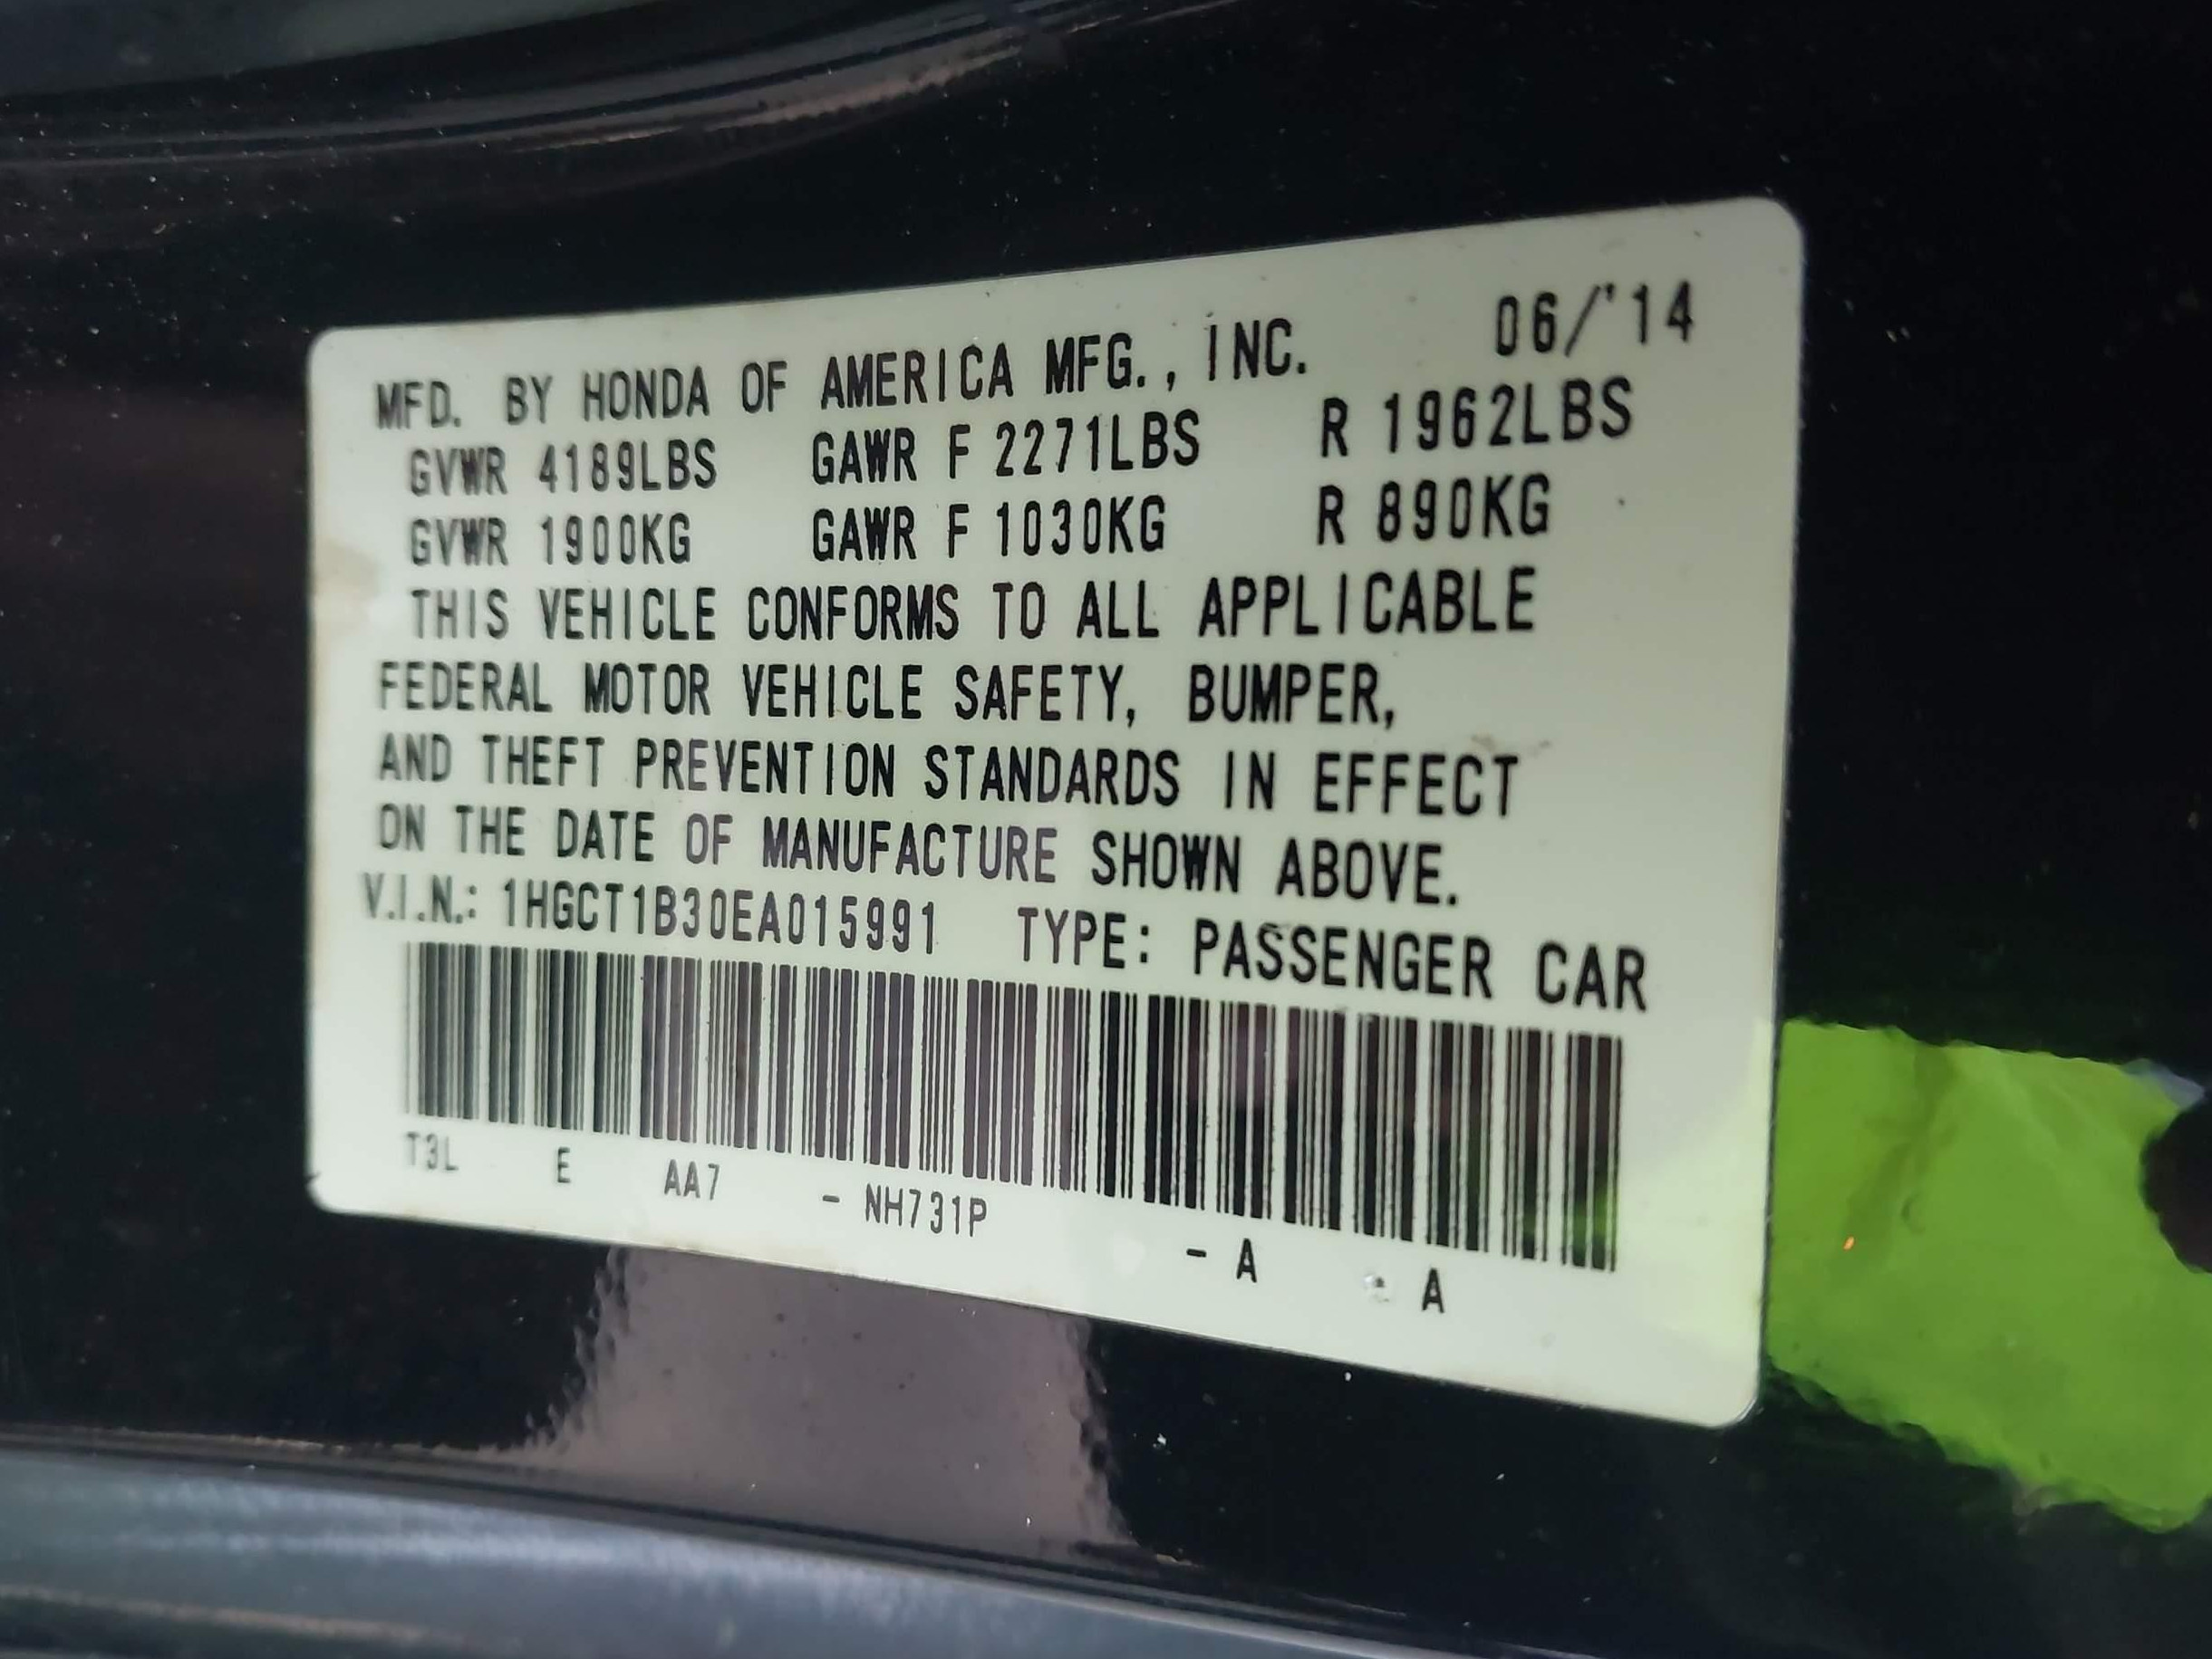 MFD. BY HONDA OF AMERICA MFG., INC. 06/'14
GVWR 4189LBS GAWR F 2271LBS R 1962LBS
GVWR 1900KG GAWR F 1030KG R 890KG
THIS VEHICLE CONFORMS TO ALL APPLICABLE
FEDERAL MOTOR VEHICLE SAFETY, BUMPER,
AND THEFT PREVENTION STANDARDS IN EFFECT
ON THE DATE OF MANUFACTURE SHOWN ABOVE.
V.I.N.: 1HGCT1B30EA015991 TYPE: PASSENGER CAR
T3L E AA7 - NH731P - A A